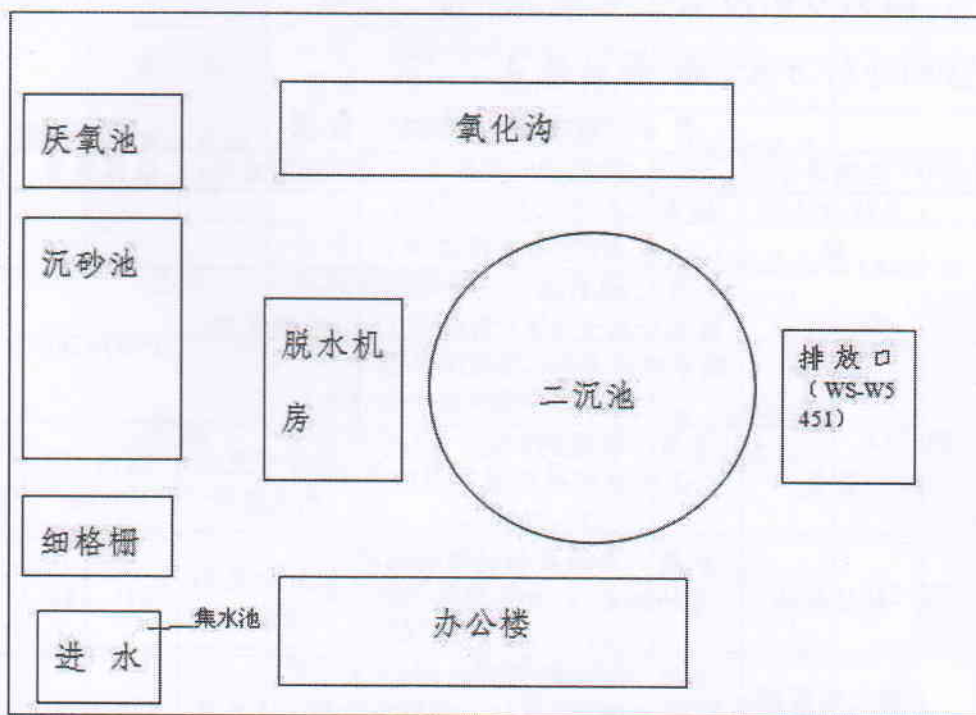 厌氧池
氧化沟
沉砂池
脱水机
房
二沉池
排放口
（WS-W5
451）
细格栅
集水池
进 水
办公楼